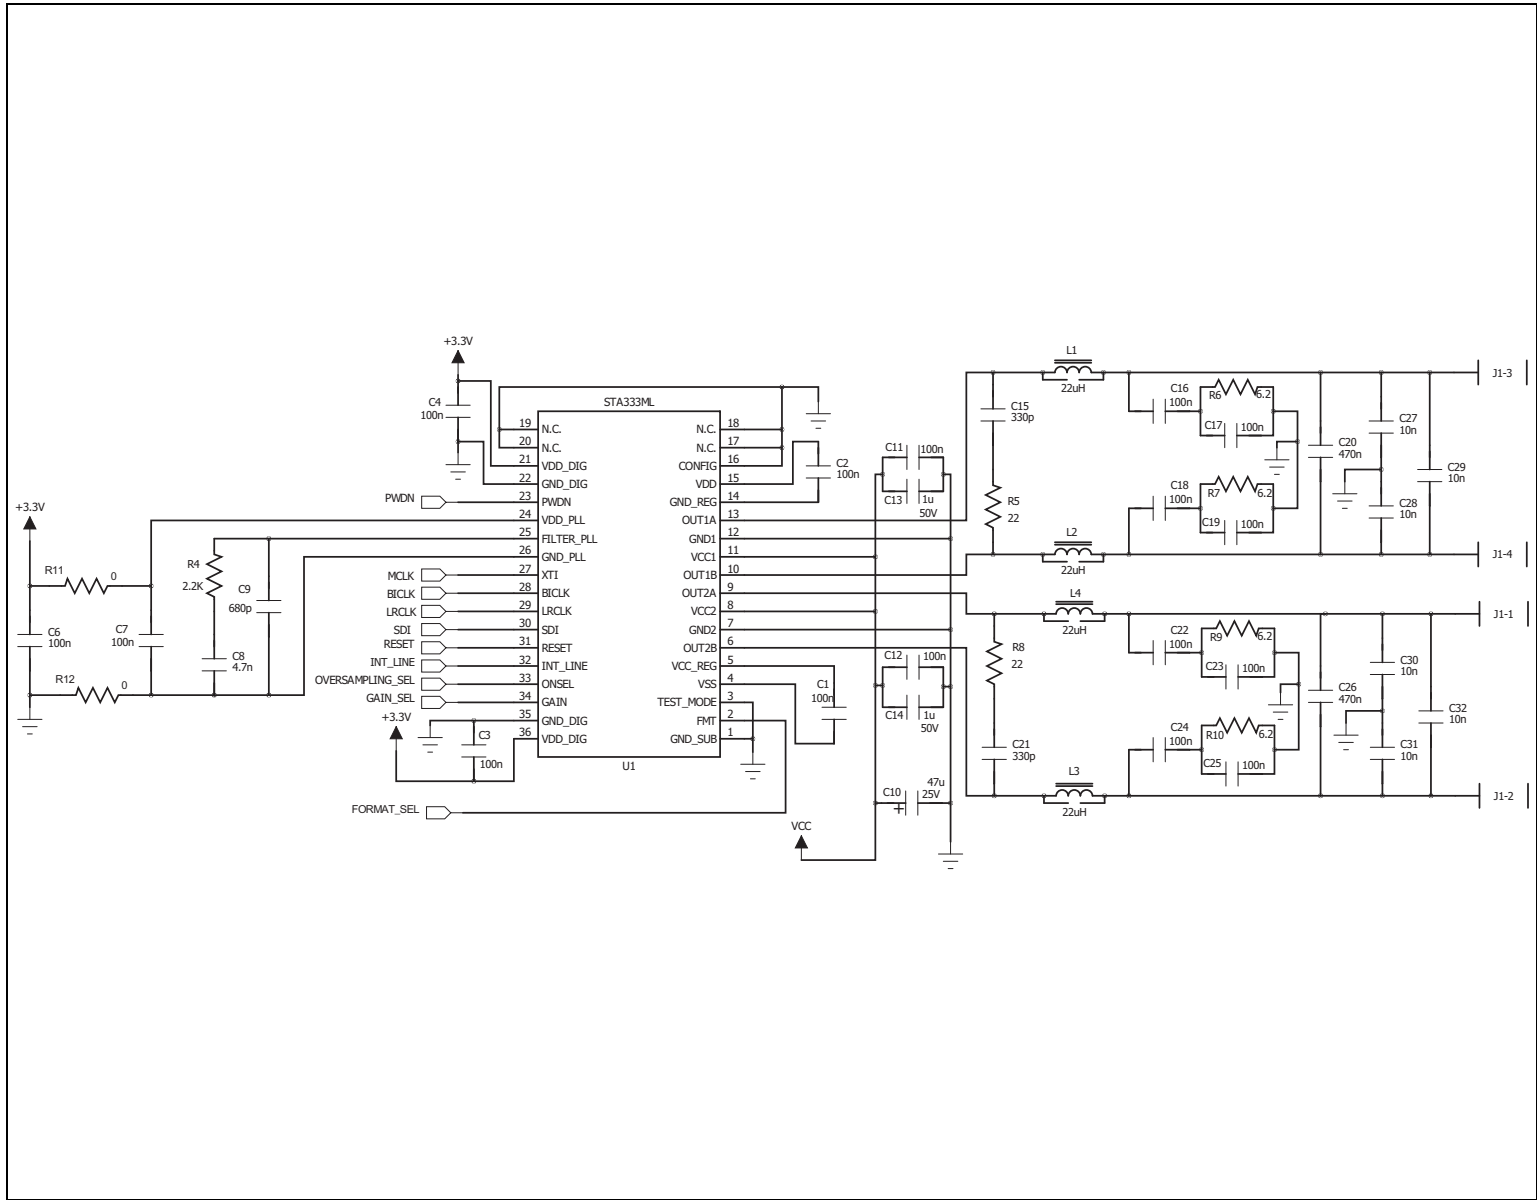 +3.3V
C4
100n
STA333ML
19 N.C.
20 N.C.
21 VDD_DIG
22 GND_DIG
23 PWDN
24 VDD_PLL
25 FILTER_PLL
26 GND_PLL
27 XTI
28 BICLK
29 LRCLK
30 SDI
31 RESET
32 INT_LINE
33 ONSEL
34 GAIN
35 GND_DIG
36 VDD_DIG
N.C. 18
N.C. 17
CONFIG 16
VDD 15
GND_REG 14
OUT1A 13
GND1 12
VCC1 11
OUT1B 10
OUT2A 9
VCC2 8
GND2 7
OUT2B 6
VCC_REG 5
VSS 4
TEST_MODE 3
FMT 2
GND_SUB 1
U1
PWDN
MCLK
BICLK
LRCLK
SDI
RESET
INT_LINE
OVERSAMPLING_SEL
GAIN_SEL
+3.3V
C3
100n
FORMAT_SEL
+3.3V
R11 0
C6
100n
C7
100n
R12 0
R4
2.2K
C9
680p
C8
4.7n
C2
100n
C1
100n
C11 100n
C13 1u
50V
C12 100n
C14 1u
50V
C10 47u
25V
+
VCC
C15
330p
R5
22
L1
22uH
L2
22uH
C16
100n
R6 6.2
C17 100n
C18
100n
R7 6.2
C19 100n
C20
470n
C27
10n
C28
10n
C29
10n
J1-3
J1-4
R8
22
C21
330p
L4
22uH
L3
22uH
C22
100n
R9 6.2
C23 100n
C24
100n
R10 6.2
C25 100n
C26
470n
C30
10n
C31
10n
C32
10n
J1-1
J1-2